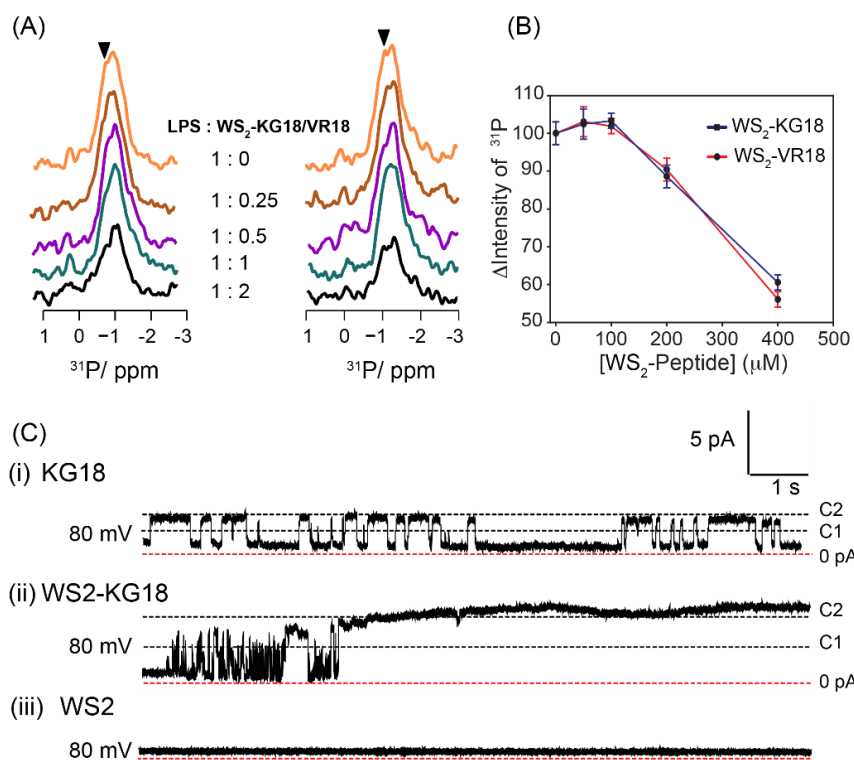 (A)
LPS : WS₂-KG18/VR18
1 : 0
1 : 0.25
1 : 0.5
1 : 1
1 : 2
1 0 -1 -2 -3
³¹P/ ppm
1 0 -1 -2 -3
³¹P/ ppm
(B)
ΔIntensity of ³¹P
110
100
90
80
70
60
50
WS₂-KG18
WS₂-VR18
0 100 200 300 400 500
[WS₂-Peptide] (μM)
(C)
5 pA
1 s
(i) KG18
80 mV
C2
C1
0 pA
(ii) WS2-KG18
80 mV
C2
C1
0 pA
(iii) WS2
80 mV